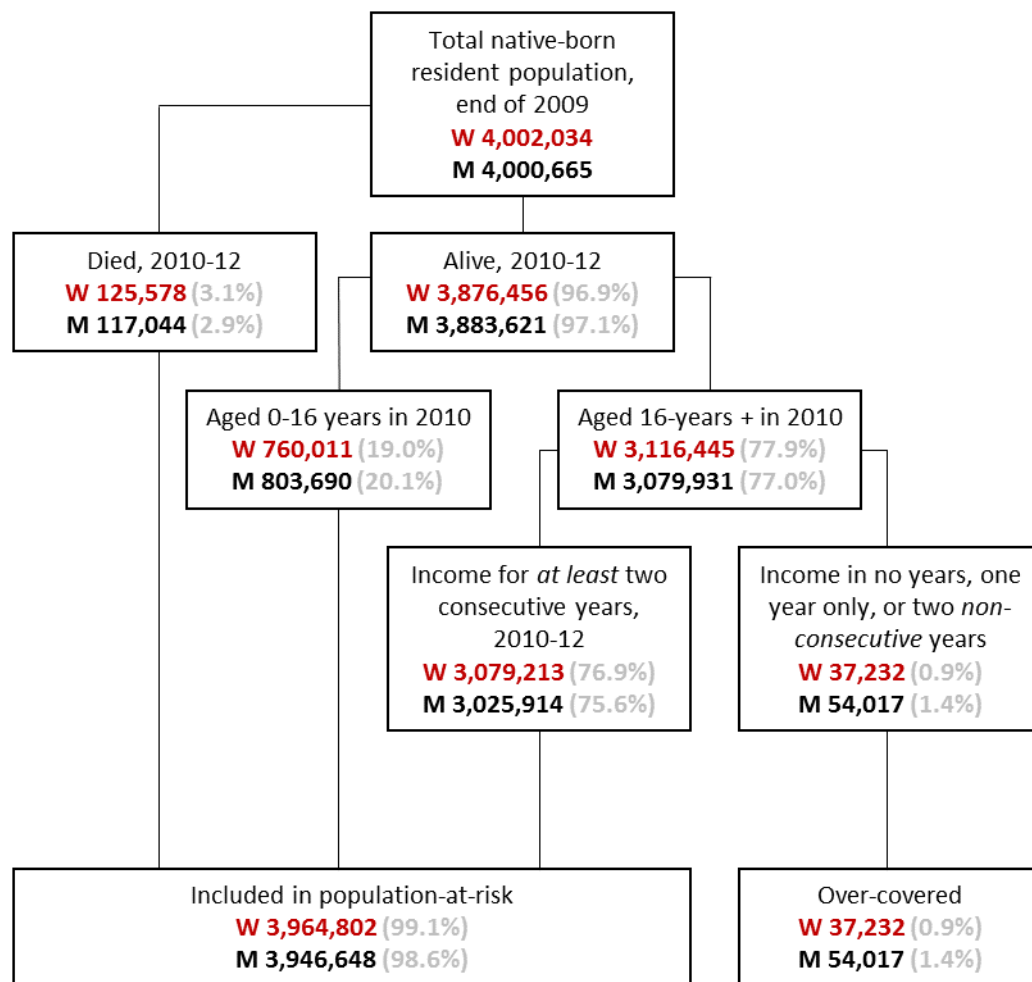 Total native-born
resident population,
end of 2009
W 4,002,034
M 4,000,665
Died, 2010-12
W 125,578 (3.1%)
M 117,044 (2.9%)
Alive, 2010-12
W 3,876,456 (96.9%)
M 3,883,621 (97.1%)
Aged 0-16 years in 2010
W 760,011 (19.0%)
M 803,690 (20.1%)
Aged 16-years + in 2010
W 3,116,445 (77.9%)
M 3,079,931 (77.0%)
Income for at least two
consecutive years,
2010-12
W 3,079,213 (76.9%)
M 3,025,914 (75.6%)
Income in no years, one
year only, or two non-
consecutive years
W 37,232 (0.9%)
M 54,017 (1.4%)
Included in population-at-risk
W 3,964,802 (99.1%)
M 3,946,648 (98.6%)
Over-covered
W 37,232 (0.9%)
M 54,017 (1.4%)